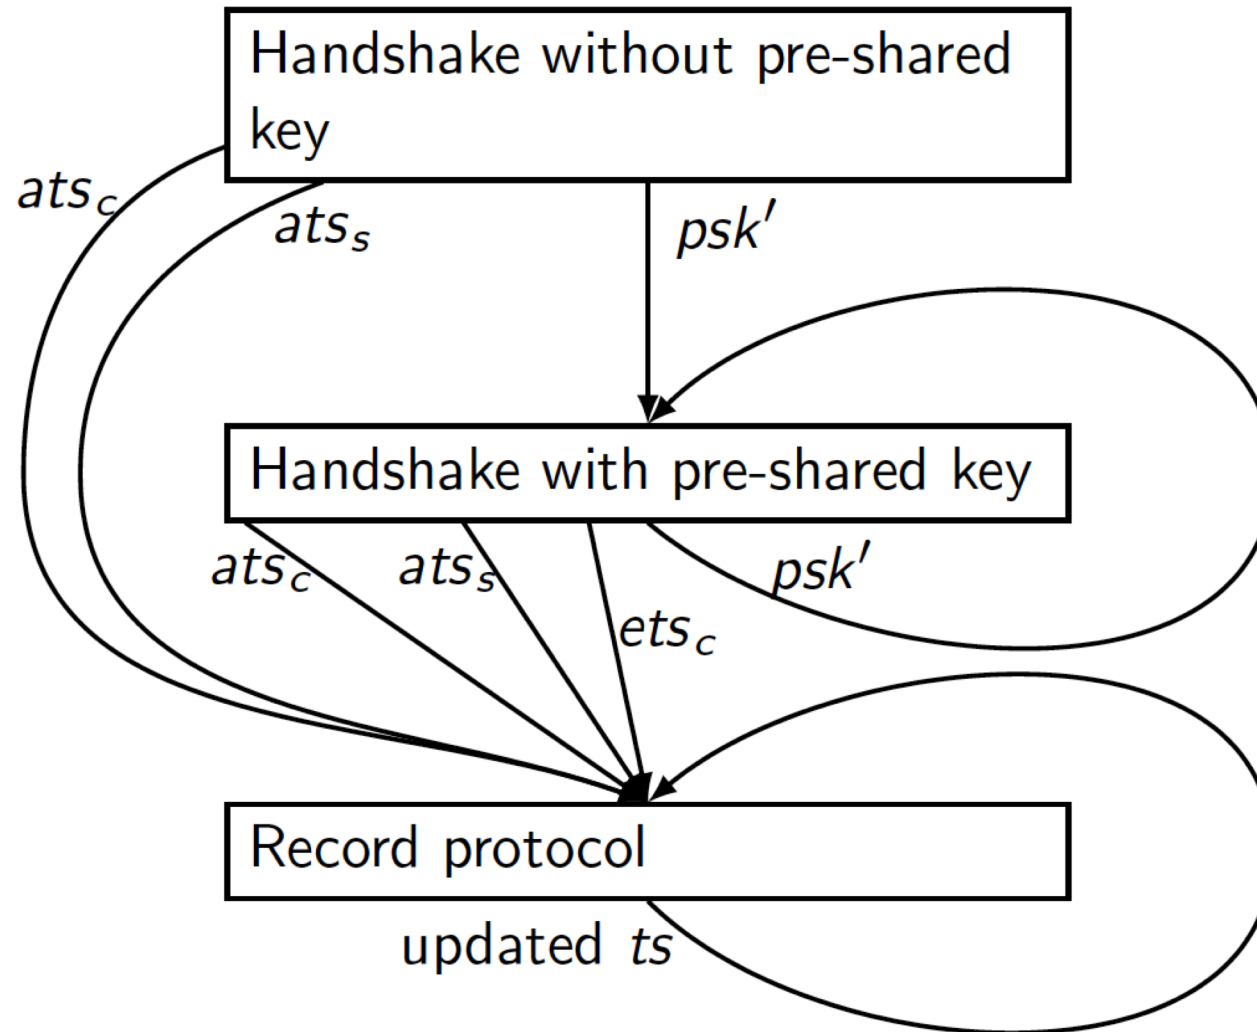 Handshake without pre-shared
key
ats_c
ats_s
psk′
Handshake with pre-shared key
ats_c
ats_s
psk′
ets_c
Record protocol
updated ts